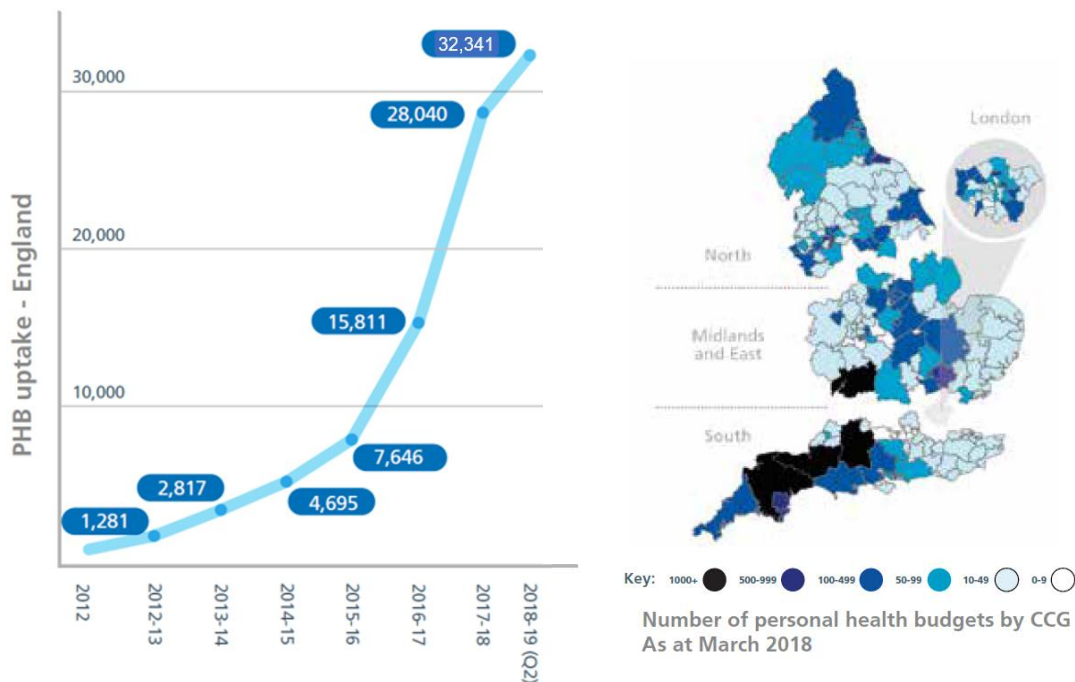 PHB uptake - England
30,000
20,000
10,000
1,281
2,817
4,695
7,646
15,811
28,040
32,341
2012
2012-13
2013-14
2014-15
2015-16
2016-17
2017-18
2018-19 (Q2)
London
North
Midlands
and East
South
Key: 1000+ 500-999 100-499 50-99 10-49 0-9
Number of personal health budgets by CCG
As at March 2018